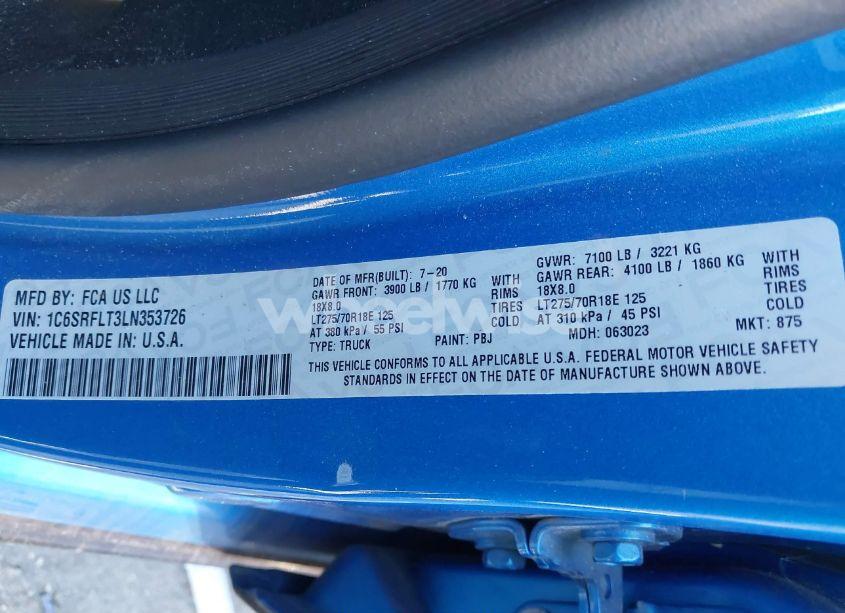 MFD BY: FCA US LLC
VIN: 1C6SRFLT3LN353726
VEHICLE MADE IN: U.S.A.
DATE OF MFR(BUILT): 7-20
GAWR FRONT: 3900 LB / 1770 KG WITH
18X8.0 RIMS
LT275/70R18E 125 TIRES
AT 380 kPa / 55 PSI COLD
TYPE: TRUCK PAINT: PBJ
GVWR: 7100 LB / 3221 KG
GAWR REAR: 4100 LB / 1860 KG WITH
18X8.0 RIMS
LT275/70R18E 125 TIRES
AT 310 kPa / 45 PSI COLD
MDH: 063023 MKT: 875
THIS VEHICLE CONFORMS TO ALL APPLICABLE U.S.A. FEDERAL MOTOR VEHICLE SAFETY
STANDARDS IN EFFECT ON THE DATE OF MANUFACTURE SHOWN ABOVE.
wheelwise